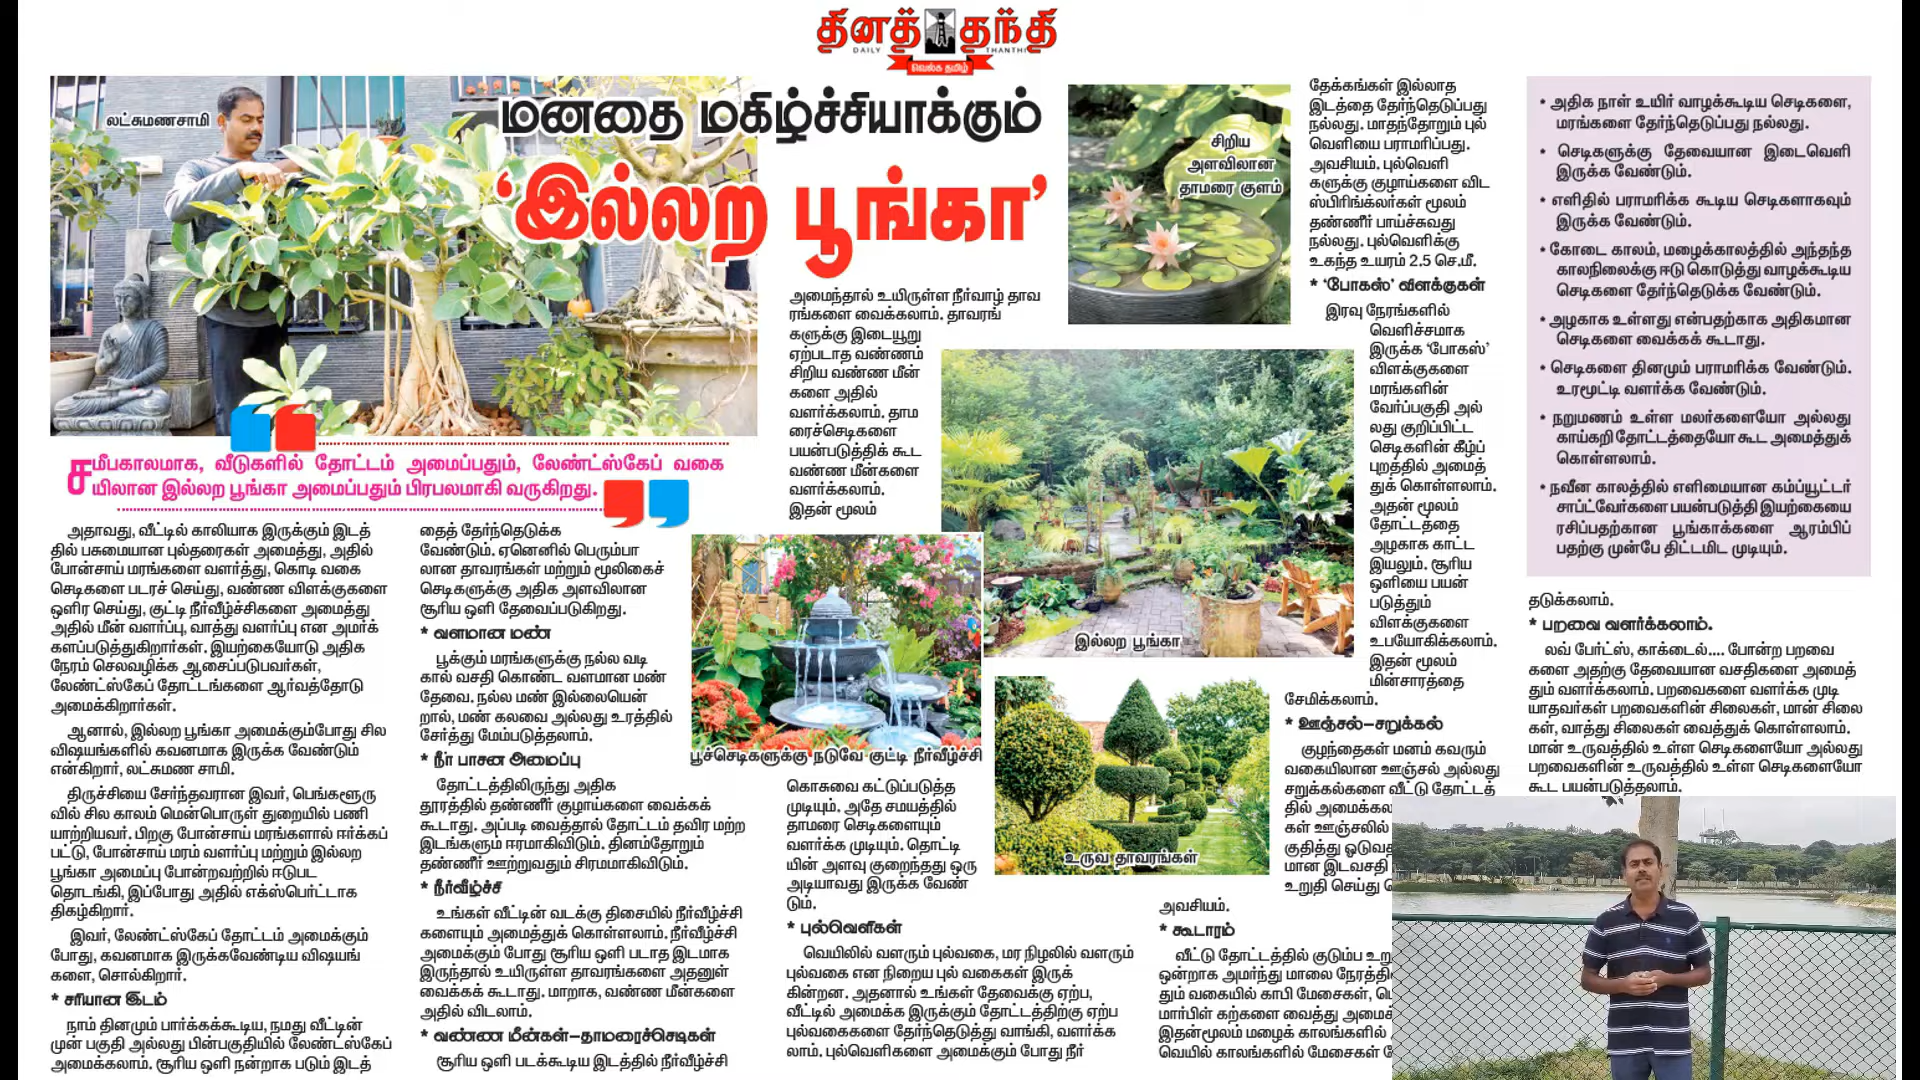 தினத் தந்தி
DAILY THANTHI
வெல்க தமிழ்
லட்சுமணசாமி
மனதை மகிழ்ச்சியாக்கும்
‘இல்லற பூங்கா’
சமீபகாலமாக, வீடுகளில் தோட்டம் அமைப்பதும், லேண்ட்ஸ்கேப் வகை
யிலான இல்லற பூங்கா அமைப்பதும் பிரபலமாகி வருகிறது.
அதாவது, வீட்டில் காலியாக இருக்கும் இடத்
தில் பசுமையான புல்தரைகள் அமைத்து, அதில்
போன்சாய் மரங்களை வளர்த்து, கொடி வகை
செடிகளை படரச் செய்து, வண்ண விளக்குகளை
ஒளிர செய்து, குட்டி நீர்வீழ்ச்சிகளை அமைத்து
அதில் மீன் வளர்ப்பு, வாத்து வளர்ப்பு என அமர்க்
களப்படுத்துகிறார்கள். இயற்கையோடு அதிக
நேரம் செலவழிக்க ஆசைப்படுபவர்கள்,
லேண்ட்ஸ்கேப் தோட்டங்களை ஆர்வத்தோடு
அமைக்கிறார்கள்.
ஆனால், இல்லற பூங்கா அமைக்கும்போது சில
விஷயங்களில் கவனமாக இருக்க வேண்டும்
என்கிறார், லட்சுமண சாமி.
திருச்சியை சேர்ந்தவரான இவர், பெங்களூரு
வில் சில காலம் மென்பொருள் துறையில் பணி
யாற்றியவர். பிறகு போன்சாய் மரங்களால் ஈர்க்கப்
பட்டு, போன்சாய் மரம் வளர்ப்பு மற்றும் இல்லற
பூங்கா அமைப்பு போன்றவற்றில் ஈடுபட
தொடங்கி, இப்போது அதில் எக்ஸ்பெர்ட்டாக
திகழ்கிறார்.
இவர், லேண்ட்ஸ்கேப் தோட்டம் அமைக்கும்
போது, கவனமாக இருக்கவேண்டிய விஷயங்
களை, சொல்கிறார்.
* சரியான இடம்
நாம் தினமும் பார்க்கக்கூடிய, நமது வீட்டின்
முன் பகுதி அல்லது பின்பகுதியில் லேண்ட்ஸ்கேப்
அமைக்கலாம். சூரிய ஒளி நன்றாக படும் இடத்
தைத் தேர்ந்தெடுக்க
வேண்டும். ஏனெனில் பெரும்பா
லான தாவரங்கள் மற்றும் மூலிகைச்
செடிகளுக்கு அதிக அளவிலான
சூரிய ஒளி தேவைப்படுகிறது.
* வளமான மண்
பூக்கும் மரங்களுக்கு நல்ல வடி
கால் வசதி கொண்ட வளமான மண்
தேவை. நல்ல மண் இல்லையென்
றால், மண் கலவை அல்லது உரத்தில்
சேர்த்து மேம்படுத்தலாம்.
* நீர் பாசன அமைப்பு
தோட்டத்திலிருந்து அதிக
தூரத்தில் தண்ணீர் குழாய்களை வைக்கக்
கூடாது. அப்படி வைத்தால் தோட்டம் தவிர மற்ற
இடங்களும் ஈரமாகிவிடும். தினம்தோறும்
தண்ணீர் ஊற்றுவதும் சிரமமாகிவிடும்.
* நீர்வீழ்ச்சி
உங்கள் வீட்டின் வடக்கு திசையில் நீர்வீழ்ச்சி
களையும் அமைத்துக் கொள்ளலாம். நீர்வீழ்ச்சி
அமைக்கும் போது சூரிய ஒளி படாத இடமாக
இருந்தால் உயிருள்ள தாவரங்களை அதனுள்
வைக்கக் கூடாது. மாறாக, வண்ண மீன்களை
அதில் விடலாம்.
* வண்ண மீன்கள்-தாமரைச்செடிகள்
சூரிய ஒளி படக்கூடிய இடத்தில் நீர்வீழ்ச்சி
அமைந்தால் உயிருள்ள நீர்வாழ் தாவ
ரங்களை வைக்கலாம். தாவரங்
களுக்கு இடையூறு
ஏற்படாத வண்ணம்
சிறிய வண்ண மீன்
களை அதில்
வளர்க்கலாம். தாம
ரைச்செடிகளை
பயன்படுத்திக் கூட
வண்ண மீன்களை
வளர்க்கலாம்.
இதன் மூலம்
பூச்செடிகளுக்கு நடுவே குட்டி நீர்வீழ்ச்சி
கொசுவை கட்டுப்படுத்த
முடியும். அதே சமயத்தில்
தாமரை செடிகளையும்
வளர்க்க முடியும். தொட்டி
யின் அளவு குறைந்தது ஒரு
அடியாவது இருக்க வேண்
டும்.
* புல்வெளிகள்
வெயிலில் வளரும் புல்வகை, மர நிழலில் வளரும்
புல்வகை என நிறைய புல் வகைகள் இருக்
கின்றன. அதனால் உங்கள் தேவைக்கு ஏற்ப,
வீட்டில் அமைக்க இருக்கும் தோட்டத்திற்கு ஏற்ப
புல்வகைகளை தேர்ந்தெடுத்து வாங்கி, வளர்க்க
லாம். புல்வெளிகளை அமைக்கும் போது நீர்
சிறிய
அளவிலான
தாமரை குளம்
இல்லற பூங்கா
உருவ தாவரங்கள்
தேக்கங்கள் இல்லாத
இடத்தை தேர்ந்தெடுப்பது
நல்லது. மாதந்தோறும் புல்
வெளியை பராமரிப்பது.
அவசியம். புல்வெளி
களுக்கு குழாய்களை விட
ஸ்பிரிங்க்லர்கள் மூலம்
தண்ணீர் பாய்ச்சுவது
நல்லது. புல்வெளிக்கு
உகந்த உயரம் 2.5 செ.மீ.
* ‘போகஸ்’ விளக்குகள்
இரவு நேரங்களில்
வெளிச்சமாக
இருக்க ‘போகஸ்’
விளக்குகளை
மரங்களின்
வேர்ப்பகுதி அல்
லது குறிப்பிட்ட
செடிகளின் கீழ்ப்
புறத்தில் அமைத்
துக் கொள்ளலாம்.
அதன் மூலம்
தோட்டத்தை
அழகாக காட்ட
இயலும். சூரிய
ஒளியை பயன்
படுத்தும்
விளக்குகளை
உபயோகிக்கலாம்.
இதன் மூலம்
மின்சாரத்தை
சேமிக்கலாம்.
* ஊஞ்சல்-சறுக்கல்
குழந்தைகள் மனம் கவரும்
வகையிலான ஊஞ்சல் அல்லது
சறுக்கல்களை வீட்டு தோட்டத்
தில் அமைக்கல
கள் ஊஞ்சலில்
குதித்து ஓடுவத
மான இடவசதி
உறுதி செய்து
அவசியம்.
* கூடாரம்
வீட்டு தோட்டத்தில் குடும்ப உற
ஒன்றாக அமர்ந்து மாலை நேரத்தி
தும் வகையில் காபி மேசைகள்,
மார்பிள் கற்களை வைத்து அமைக்
இதன்மூலம் மழைக் காலங்களில்
வெயில் காலங்களில் மேசைகள்
* அதிக நாள் உயிர் வாழக்கூடிய செடிகளை,
மரங்களை தேர்ந்தெடுப்பது நல்லது.
* செடிகளுக்கு தேவையான இடைவெளி
இருக்க வேண்டும்.
* எளிதில் பராமரிக்க கூடிய செடிகளாகவும்
இருக்க வேண்டும்.
* கோடை காலம், மழைக்காலத்தில் அந்தந்த
காலநிலைக்கு ஈடு கொடுத்து வாழக்கூடிய
செடிகளை தேர்ந்தெடுக்க வேண்டும்.
* அழகாக உள்ளது என்பதற்காக அதிகமான
செடிகளை வைக்கக் கூடாது.
* செடிகளை தினமும் பராமரிக்க வேண்டும்.
உரமூட்டி வளர்க்க வேண்டும்.
* நறுமணம் உள்ள மலர்களையோ அல்லது
காய்கறி தோட்டத்தையோ கூட அமைத்துக்
கொள்ளலாம்.
* நவீன காலத்தில் எளிமையான கம்ப்யூட்டர்
சாப்ட்வேர்களை பயன்படுத்தி இயற்கையை
ரசிப்பதற்கான பூங்காக்களை ஆரம்பிப்
பதற்கு முன்பே திட்டமிட முடியும்.
தடுக்கலாம்.
* பறவை வளர்க்கலாம்.
லவ் பேர்ட்ஸ், காக்டைல்.... போன்ற பறவை
களை அதற்கு தேவையான வசதிகளை அமைத்
தும் வளர்க்கலாம். பறவைகளை வளர்க்க முடி
யாதவர்கள் பறவைகளின் சிலைகள், மான் சிலை
கள், வாத்து சிலைகள் வைத்துக் கொள்ளலாம்.
மான் உருவத்தில் உள்ள செடிகளையோ அல்லது
பறவைகளின் உருவத்தில் உள்ள செடிகளையோ
கூட பயன்படுத்தலாம்.